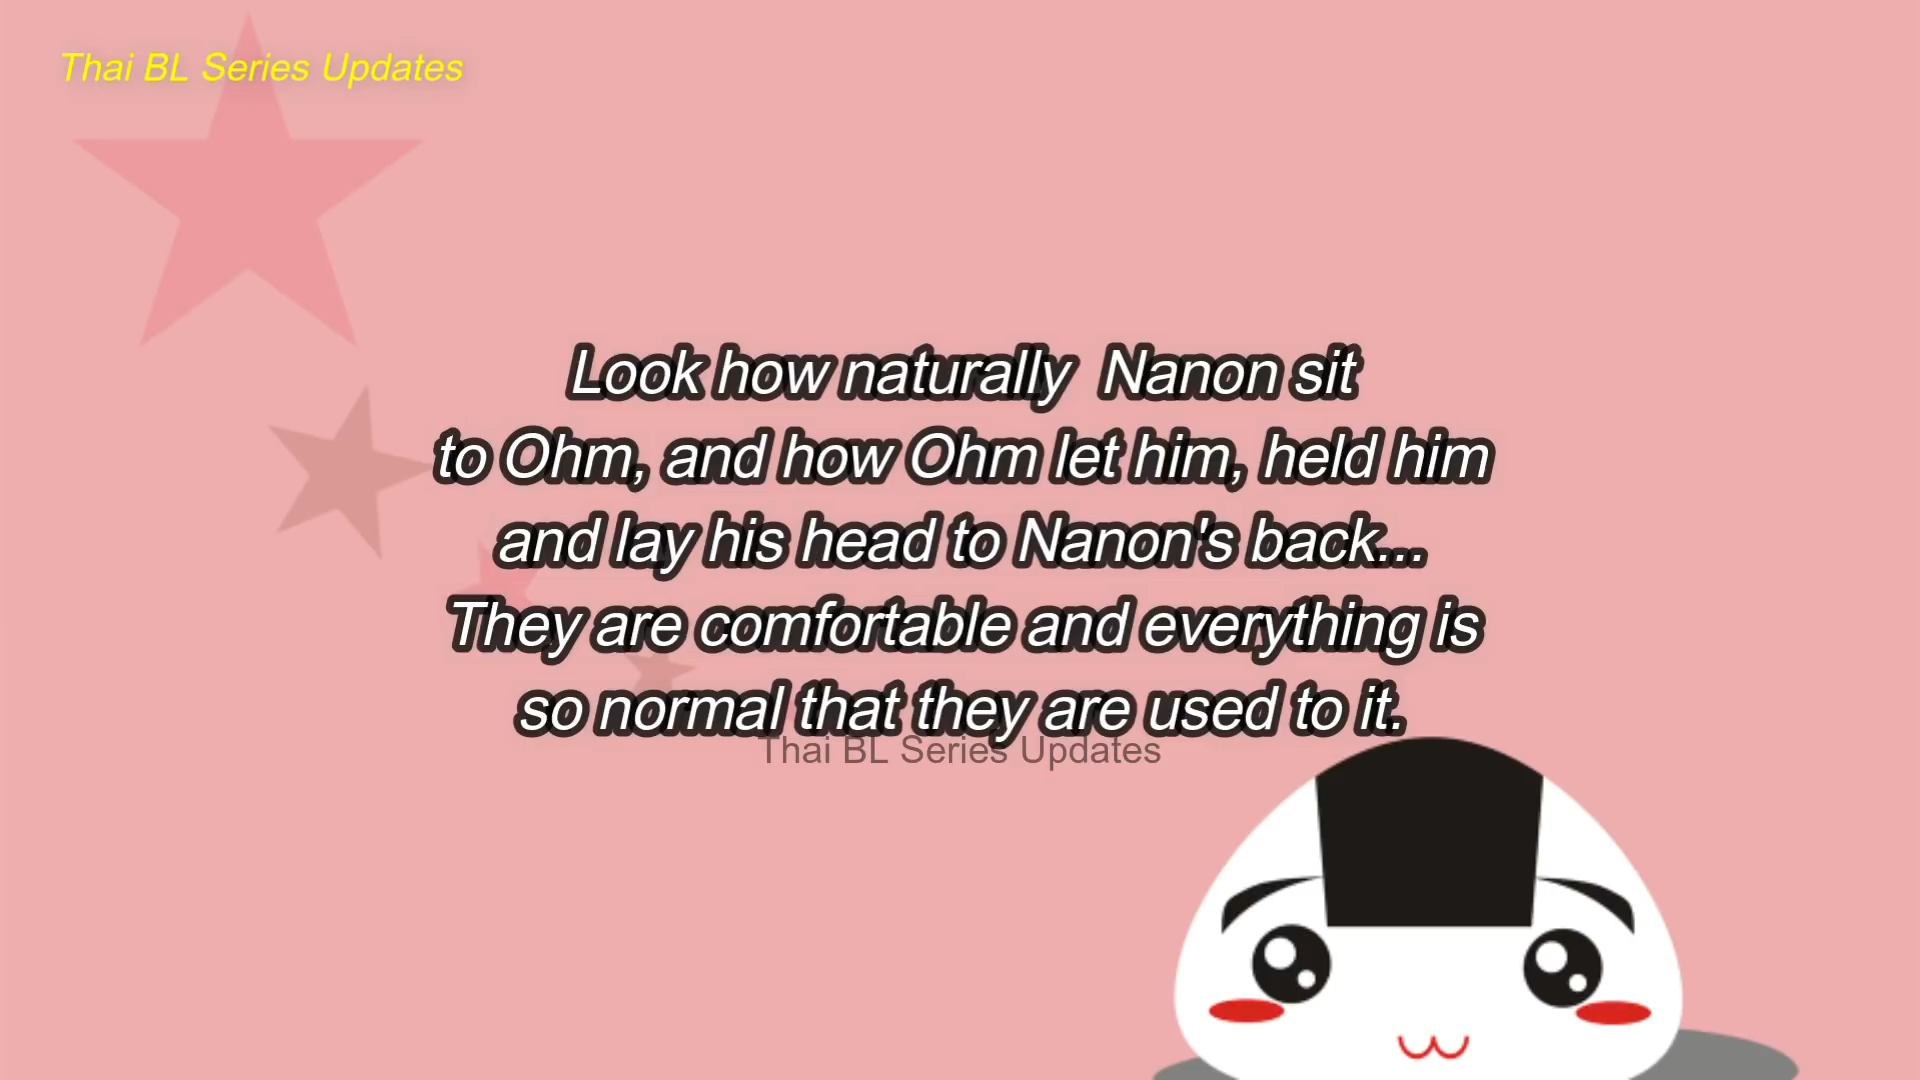 Thai BL Series Updates
Look how naturally  Nanon sit
to Ohm, and how Ohm let him, held him
and lay his head to Nanon's back...
They are comfortable and everything is
so normal that they are used to it.
Thai BL Series Updates